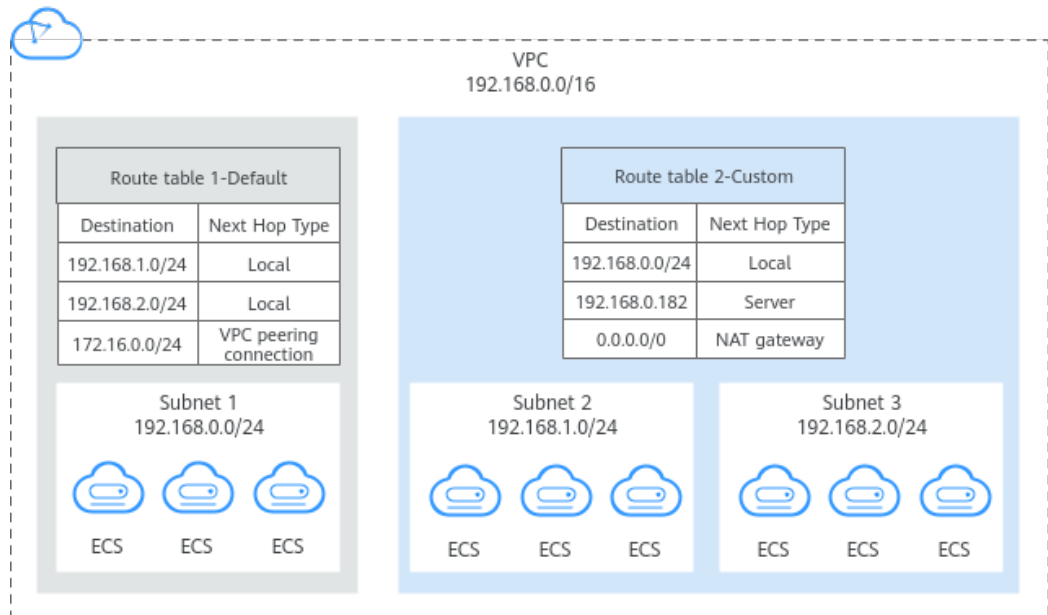 VPC
192.168.0.0/16
Route table 1-Default
Destination Next Hop Type
192.168.1.0/24 Local
192.168.2.0/24 Local
172.16.0.0/24 VPC peering connection
Route table 2-Custom
Destination Next Hop Type
192.168.0.0/24 Local
192.168.0.182 Server
0.0.0.0/0 NAT gateway
Subnet 1
192.168.0.0/24
ECS ECS ECS
Subnet 2
192.168.1.0/24
ECS ECS ECS
Subnet 3
192.168.2.0/24
ECS ECS ECS